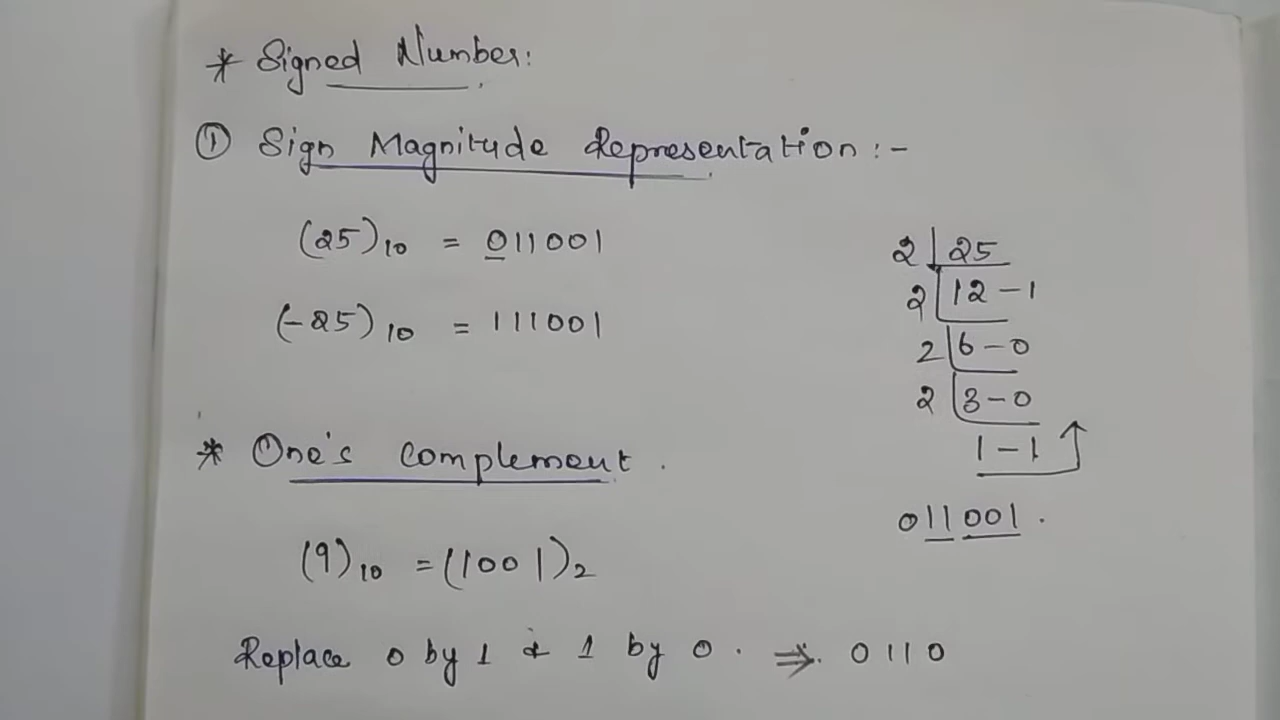 * Signed Number:
① Sign Magnitude Representation :-
(25)₁₀ = 011001
(-25)₁₀ = 111001
2 | 25
2 | 12 - 1
2 | 6 - 0
2 | 3 - 0
1 - 1
011001.
* One's complement.
(9)₁₀ = (1001)₂
Replace 0 by 1 & 1 by 0. ⇒ 0110